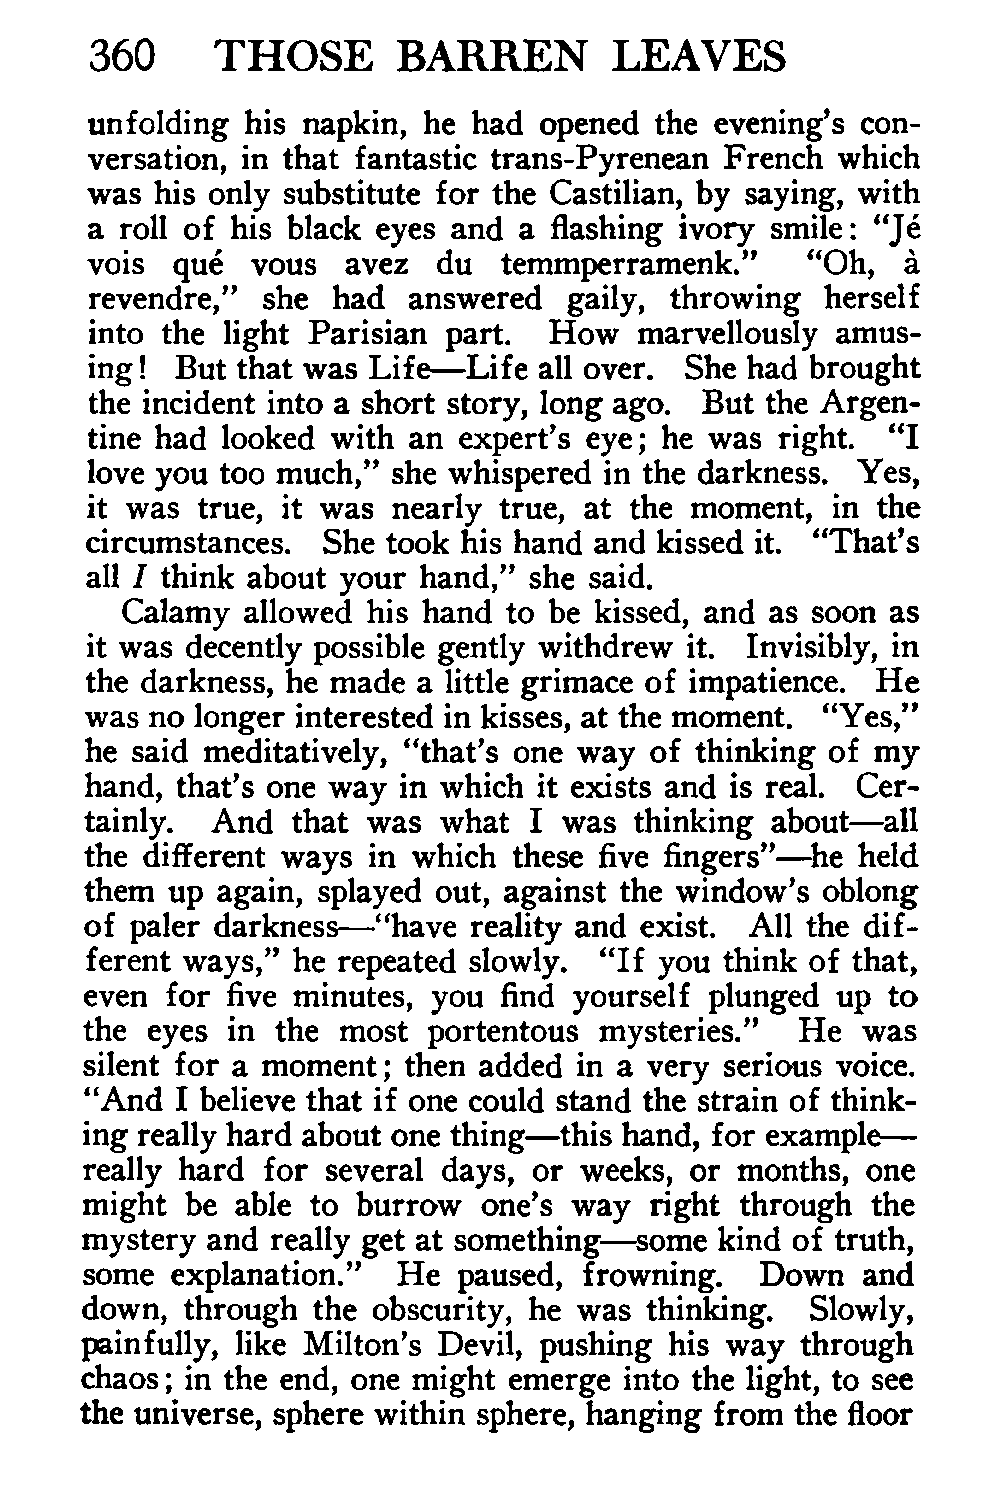 360 THOSE BARREN LEAVES
unfolding his napkin, he had opened the evening's con-
versation, in that fantastic trans-Pyrenean French which
was his only substitute for the Castilian, by saying, with
a roll of his black eyes and a flashing ivory smile: “Jé
vois qué vous avez du temmperramenk.” “Oh, à
revendre,” she had answered gaily, throwing herself
into the light Parisian part. How marvellously amus-
ing! But that was Life—Life all over. She had brought
the incident into a short story, long ago. But the Argen-
tine had looked with an expert's eye; he was right. “I
love you too much,” she whispered in the darkness. Yes,
it was true, it was nearly true, at the moment, in the
circumstances. She took his hand and kissed it. “That's
all I think about your hand,” she said.
Calamy allowed his hand to be kissed, and as soon as
it was decently possible gently withdrew it. Invisibly, in
the darkness, he made a little grimace of impatience. He
was no longer interested in kisses, at the moment. “Yes,”
he said meditatively, “that's one way of thinking of my
hand, that's one way in which it exists and is real. Cer-
tainly. And that was what I was thinking about—all
the different ways in which these five fingers”—he held
them up again, splayed out, against the window's oblong
of paler darkness—“have reality and exist. All the dif-
ferent ways,” he repeated slowly. “If you think of that,
even for five minutes, you find yourself plunged up to
the eyes in the most portentous mysteries.” He was
silent for a moment; then added in a very serious voice.
“And I believe that if one could stand the strain of think-
ing really hard about one thing—this hand, for example—
really hard for several days, or weeks, or months, one
might be able to burrow one's way right through the
mystery and really get at something—some kind of truth,
some explanation.” He paused, frowning. Down and
down, through the obscurity, he was thinking. Slowly,
painfully, like Milton's Devil, pushing his way through
chaos; in the end, one might emerge into the light, to see
the universe, sphere within sphere, hanging from the floor